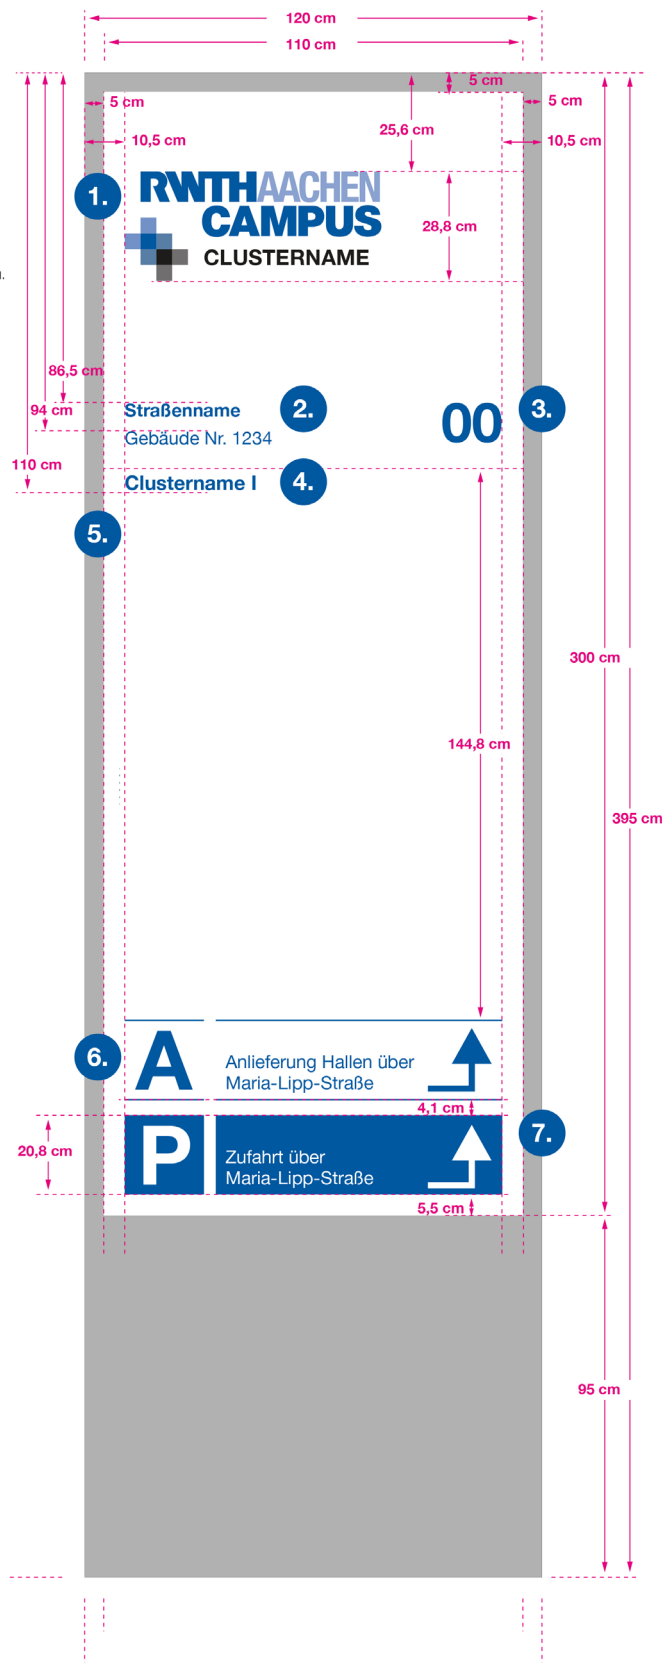 120 cm
110 cm
5 cm
5 cm
5 cm
25,6 cm
10,5 cm
10,5 cm
1.
RWTHAACHEN
CAMPUS
CLUSTERNAME
28,8 cm
86,5 cm
94 cm
110 cm
Straßenname
Gebäude Nr. 1234
2.
00
3.
Clustername I
4.
5.
300 cm
144,8 cm
395 cm
6.
A
Anlieferung Hallen über
Maria-Lipp-Straße
4,1 cm
7.
20,8 cm
P
Zufahrt über
Maria-Lipp-Straße
5,5 cm
95 cm